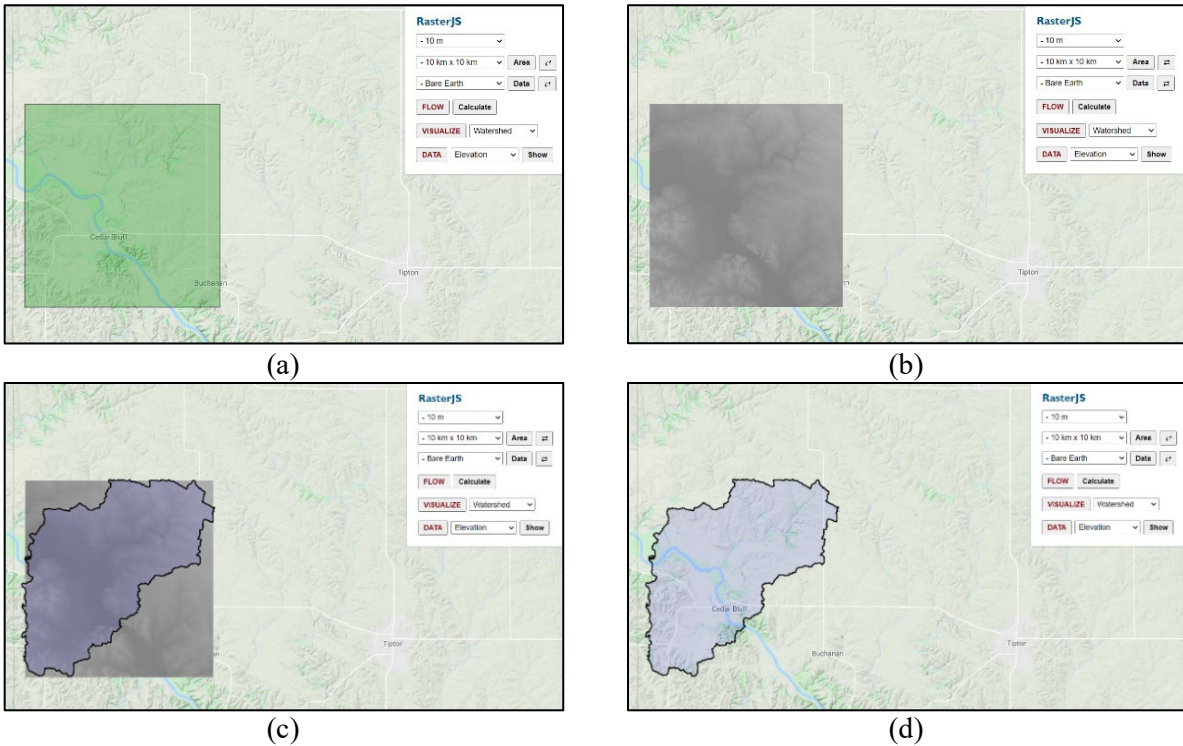 RasterJS
- 10 m
- 10 km x 10 km Area ⇄
- Bare Earth Data ⇄
FLOW Calculate
VISUALIZE Watershed
DATA Elevation Show
Cedar Bluff
Buchanan
Tipton
(a)
RasterJS
- 10 m
- 10 km x 10 km Area ⇄
- Bare Earth Data ⇄
FLOW Calculate
VISUALIZE Watershed
DATA Elevation Show
Tipton
(b)
RasterJS
- 10 m
- 10 km x 10 km Area ⇄
- Bare Earth Data ⇄
FLOW Calculate
VISUALIZE Watershed
DATA Elevation Show
Tipton
(c)
RasterJS
- 10 m
- 10 km x 10 km Area ⇄
- Bare Earth Data ⇄
FLOW Calculate
VISUALIZE Watershed
DATA Elevation Show
Cedar Bluff
Buchanan
Tipton
(d)